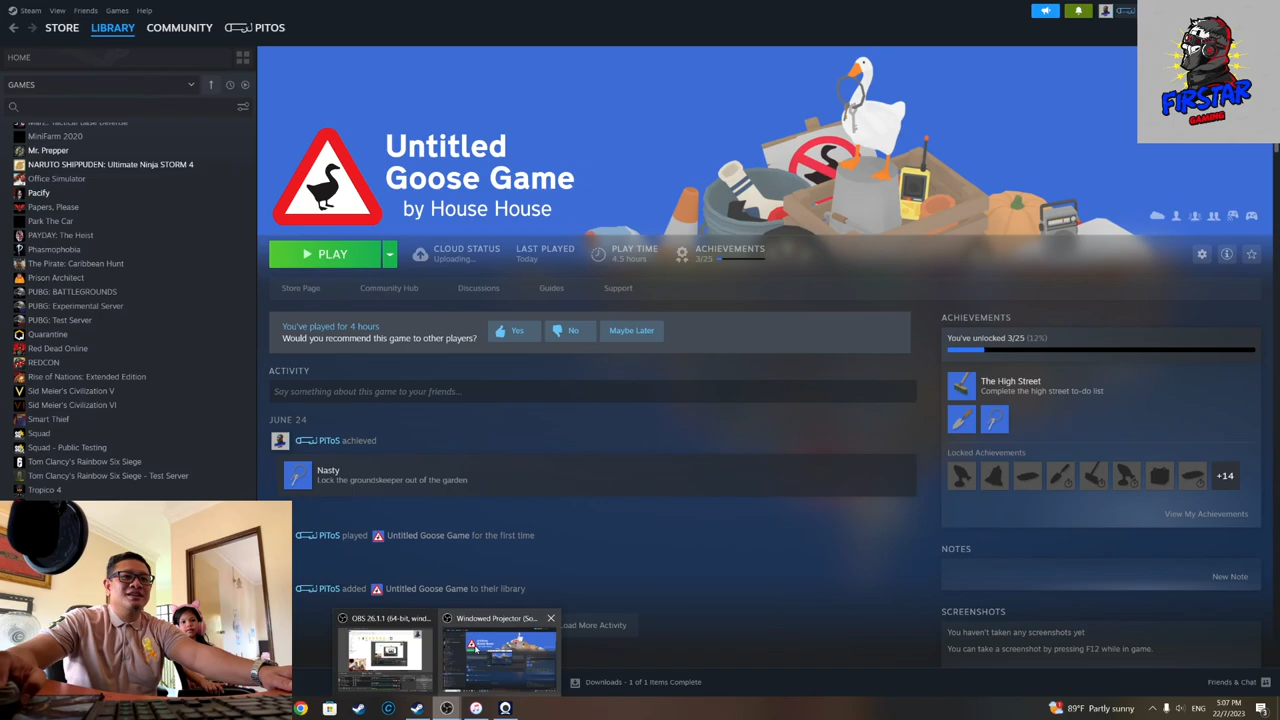 Steam View Friends Games Help
STORE LIBRARY COMMUNITY PITOS
HOME
GAMES
MiniFarm 2020
Mr. Prepper
NARUTO SHIPPUDEN: Ultimate Ninja STORM 4
Office Simulator
Pacify
Papers, Please
Park The Car
PAYDAY: The Heist
Phasmophobia
The Pirate: Caribbean Hunt
Prison Architect
PUBG: BATTLEGROUNDS
PUBG: Experimental Server
PUBG: Test Server
Quarantine
Red Dead Online
REDCON
Rise of Nations: Extended Edition
Sid Meier's Civilization V
Sid Meier's Civilization VI
Smart Thief
Squad
Squad - Public Testing
Tom Clancy's Rainbow Six Siege
Tom Clancy's Rainbow Six Siege - Test Server
Tropico 4
FIRSTAR
GAMING
Untitled
Goose Game
by House House
PLAY
CLOUD STATUS
Uploading...
LAST PLAYED
Today
PLAY TIME
4.5 hours
ACHIEVEMENTS
3/25
Store Page Community Hub Discussions Guides Support
You've played for 4 hours
Would you recommend this game to other players?
Yes No Maybe Later
ACTIVITY
Say something about this game to your friends...
JUNE 24
PiToS achieved
Nasty
Lock the groundskeeper out of the garden
PiToS played Untitled Goose Game for the first time
PiToS added Untitled Goose Game to their library
Load More Activity
ACHIEVEMENTS
You've unlocked 3/25 (12%)
The High Street
Complete the high street to-do list
Locked Achievements
+14
View My Achievements
NOTES
New Note
SCREENSHOTS
You haven't taken any screenshots yet
You can take a screenshot by pressing F12 while in game.
OBS 26.1.1 (64-bit, wind...
Windowed Projector (So...
Downloads - 1 of 1 Items Complete
Friends & Chat
89°F Partly sunny
ENG
5:07 PM
22/7/2023